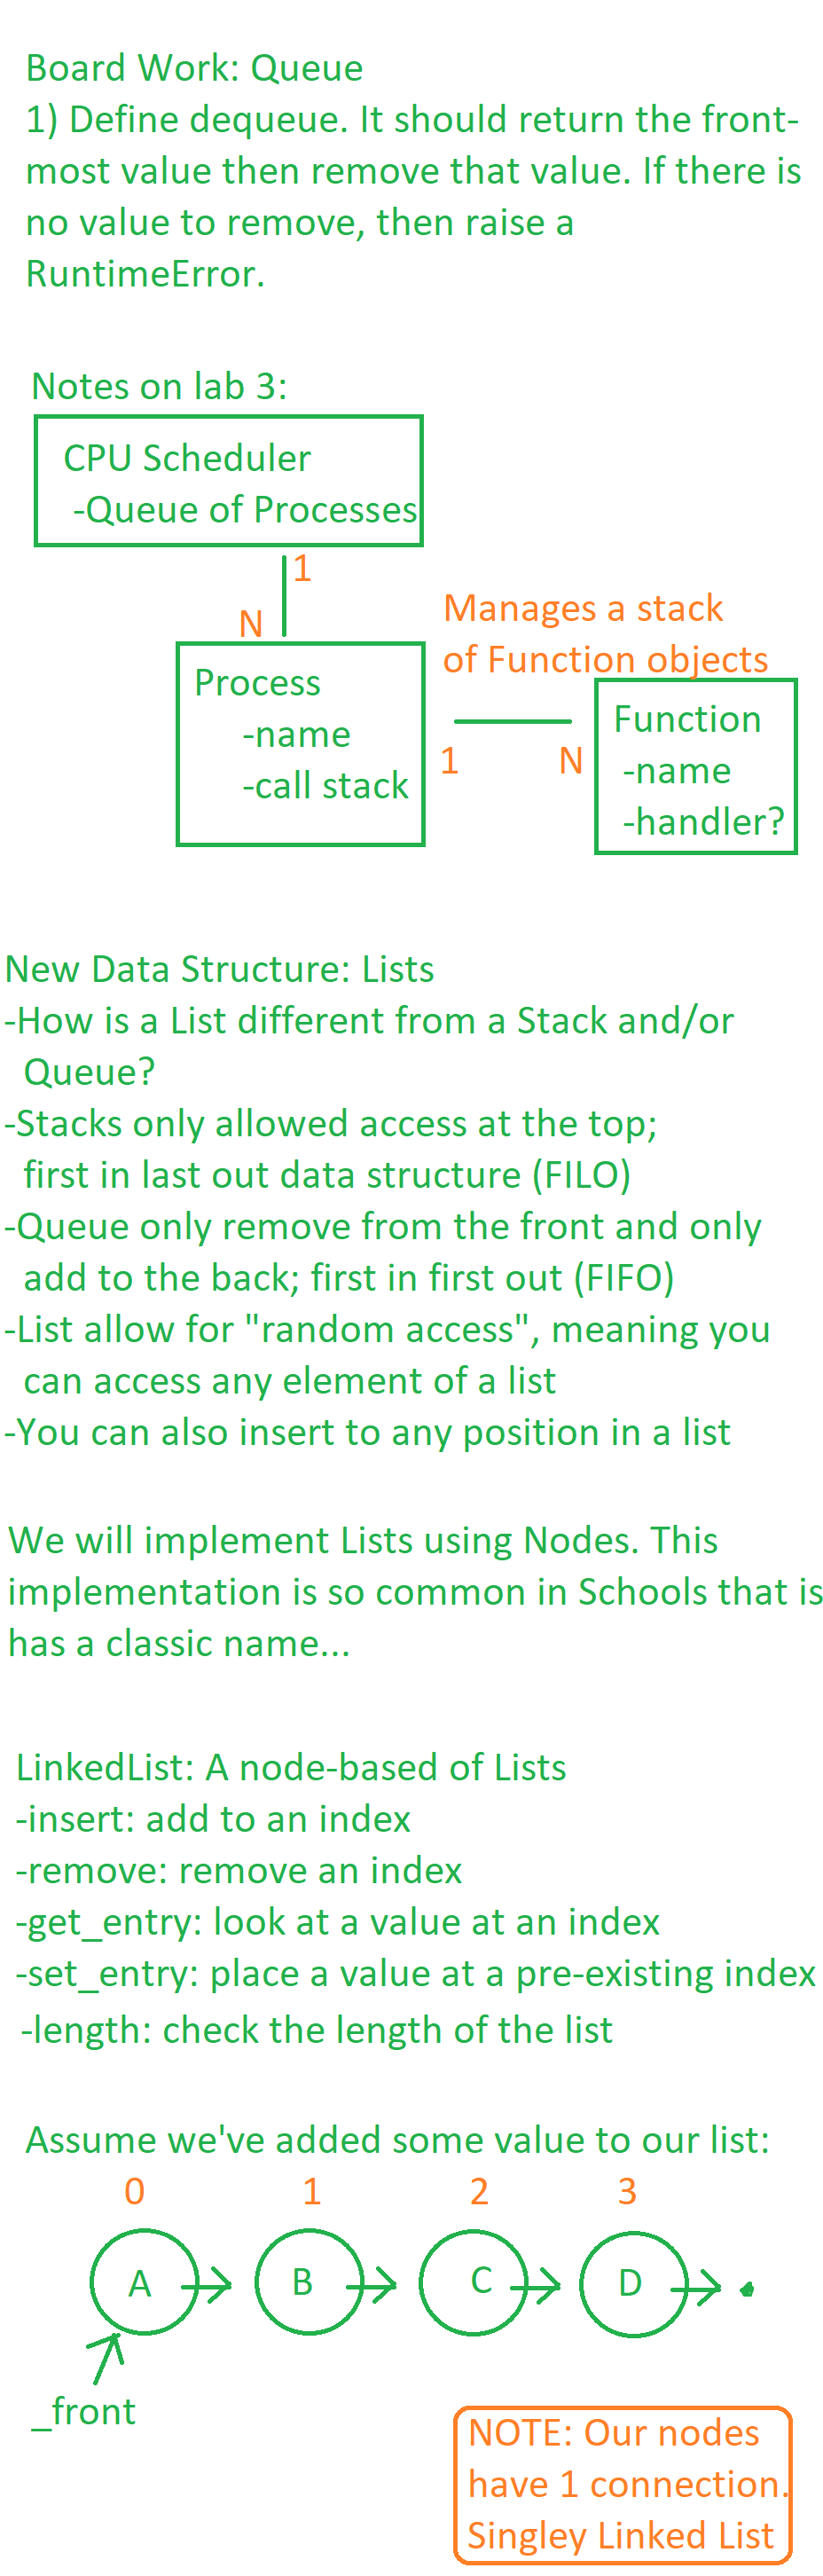 Board Work: Queue
1) Define dequeue. It should return the front-
most value then remove that value. If there is
no value to remove, then raise a
RuntimeError.
Notes on lab 3:
CPU Scheduler
-Queue of Processes
1
N
Manages a stack
of Function objects
Process
-name
-call stack
1 N
Function
-name
-handler?
New Data Structure: Lists
-How is a List different from a Stack and/or
Queue?
-Stacks only allowed access at the top;
first in last out data structure (FILO)
-Queue only remove from the front and only
add to the back; first in first out (FIFO)
-List allow for "random access", meaning you
can access any element of a list
-You can also insert to any position in a list
We will implement Lists using Nodes. This
implementation is so common in Schools that is
has a classic name...
LinkedList: A node-based of Lists
-insert: add to an index
-remove: remove an index
-get_entry: look at a value at an index
-set_entry: place a value at a pre-existing index
-length: check the length of the list
Assume we've added some value to our list:
0 1 2 3
A B C D
_front
NOTE: Our nodes
have 1 connection.
Singley Linked List